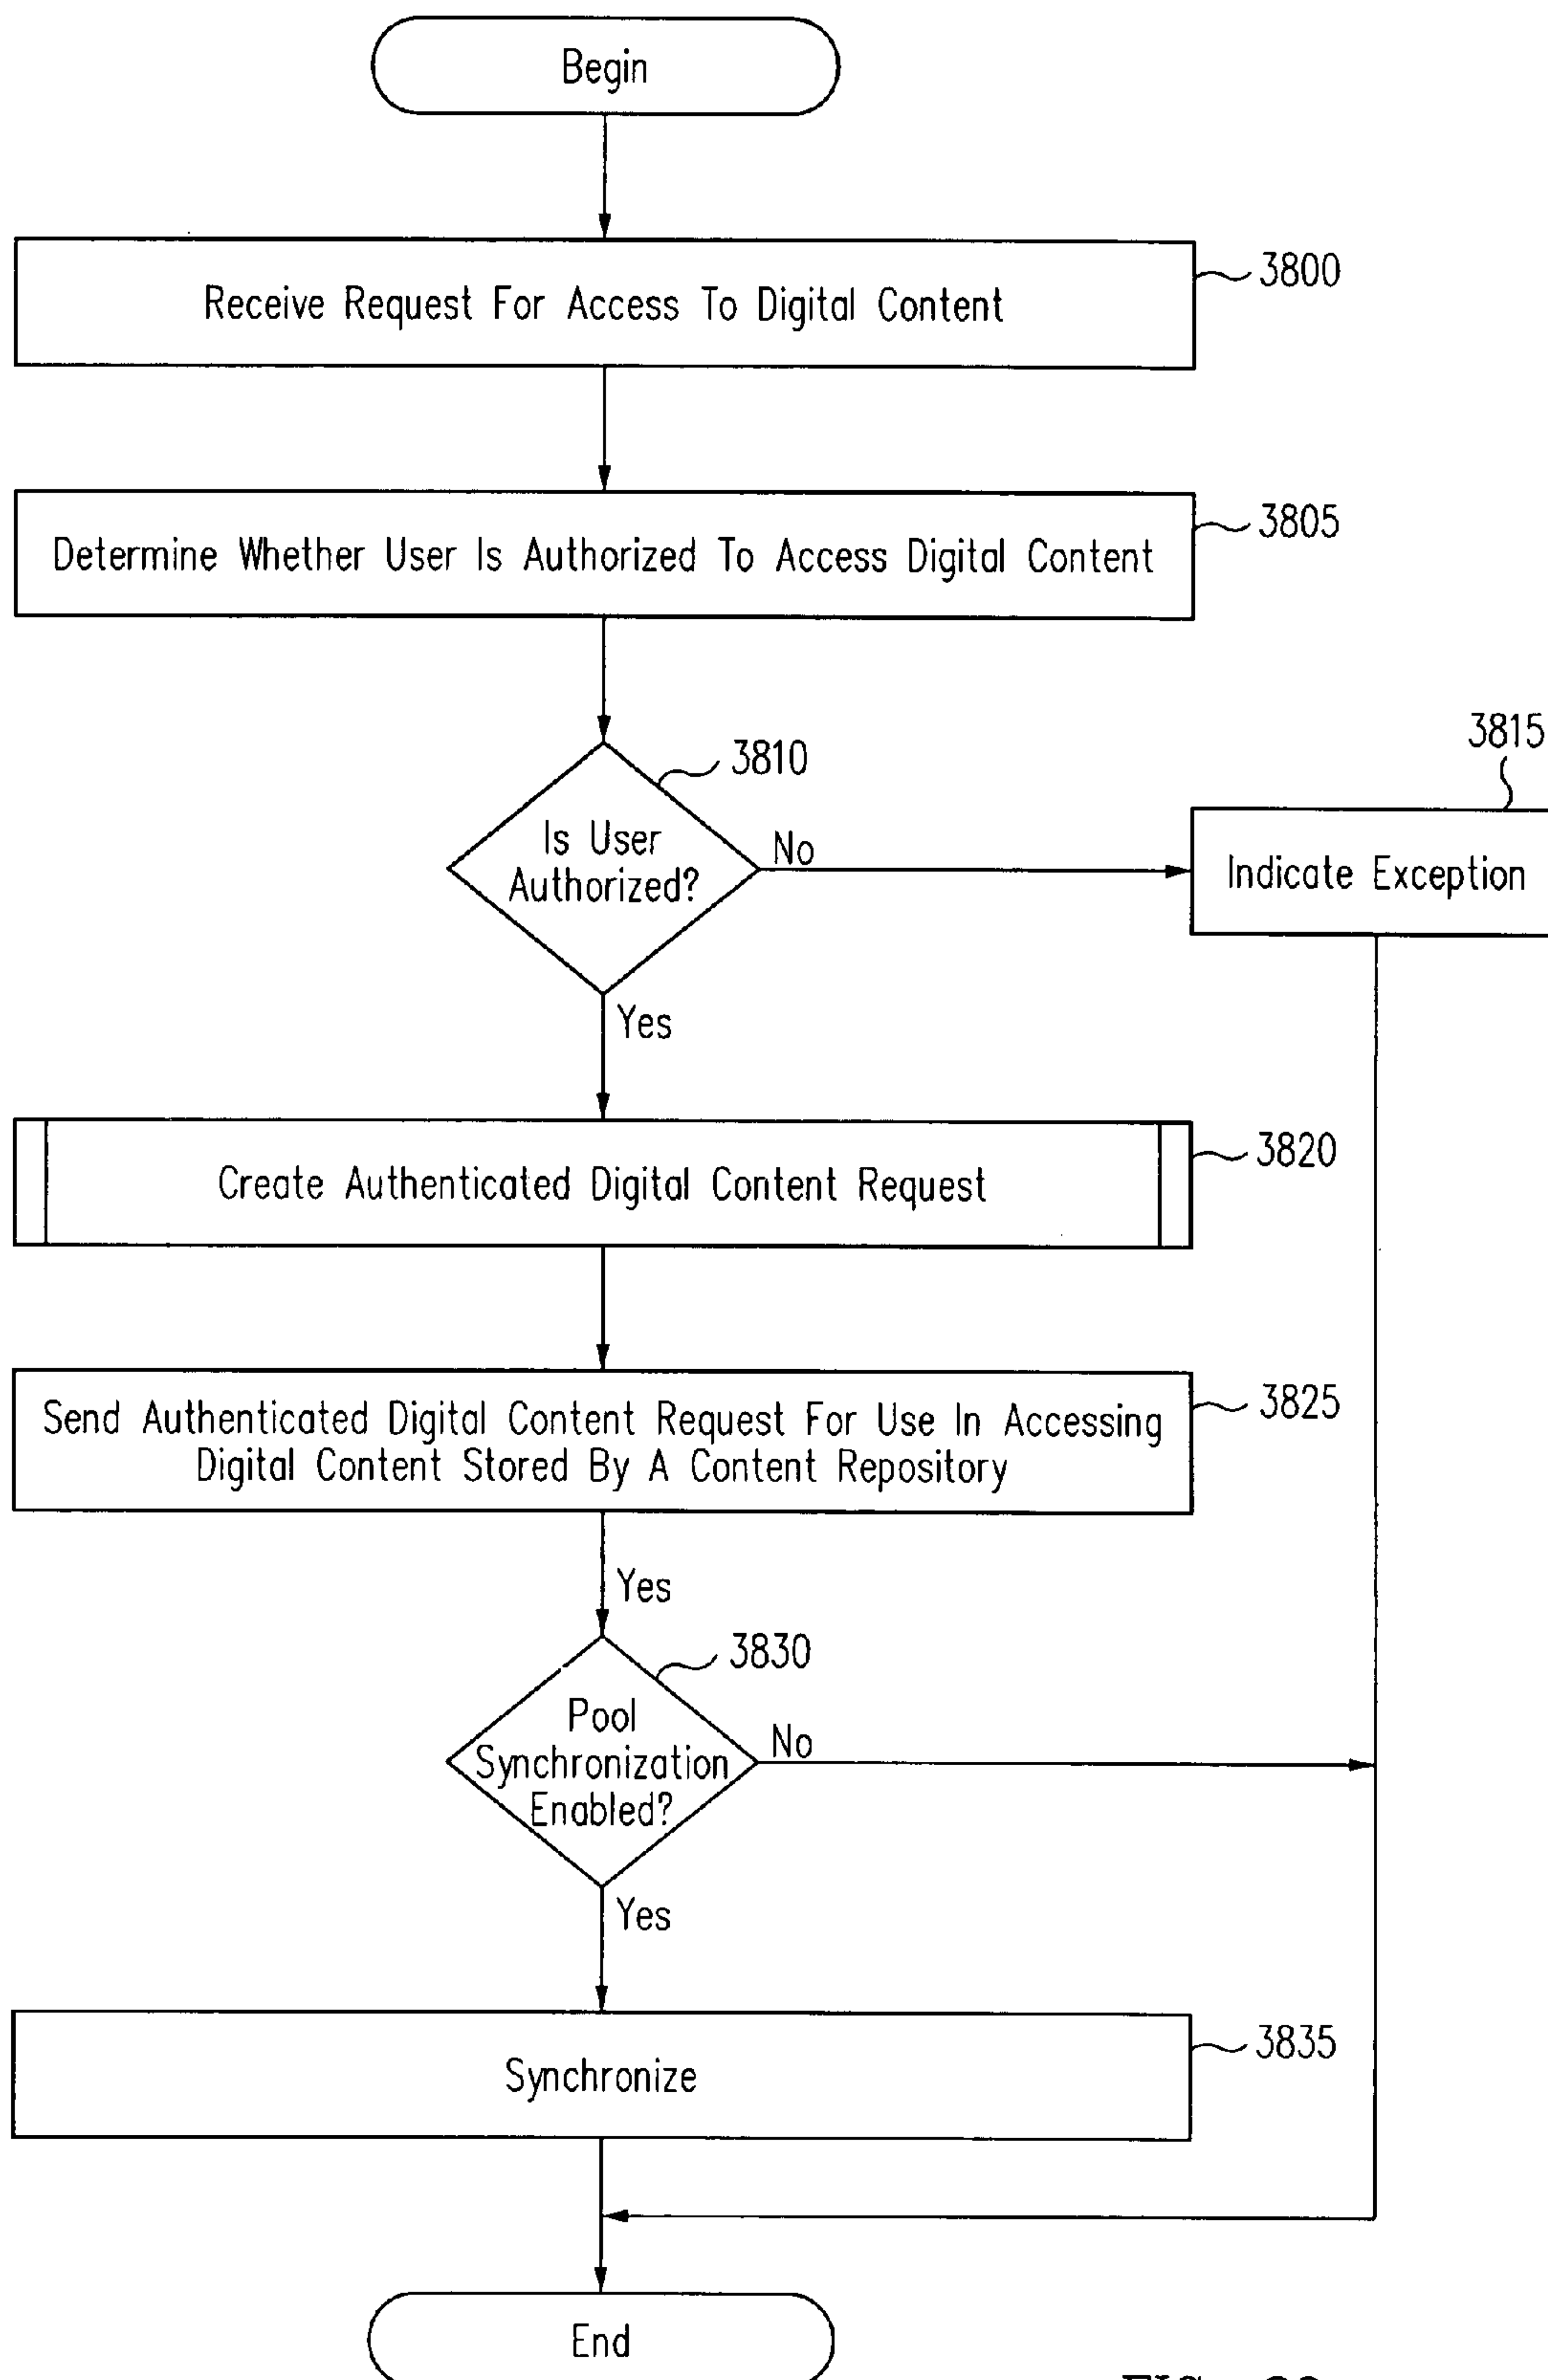 Begin
Receive Request For Access To Digital Content
3800
Determine Whether User Is Authorized To Access Digital Content
3805
3810
Is User
Authorized?
No
3815
Indicate Exception
Yes
Create Authenticated Digital Content Request
3820
Send Authenticated Digital Content Request For Use In Accessing
Digital Content Stored By A Content Repository
3825
Yes
3830
Pool
Synchronization
Enabled?
No
Yes
Synchronize
3835
End